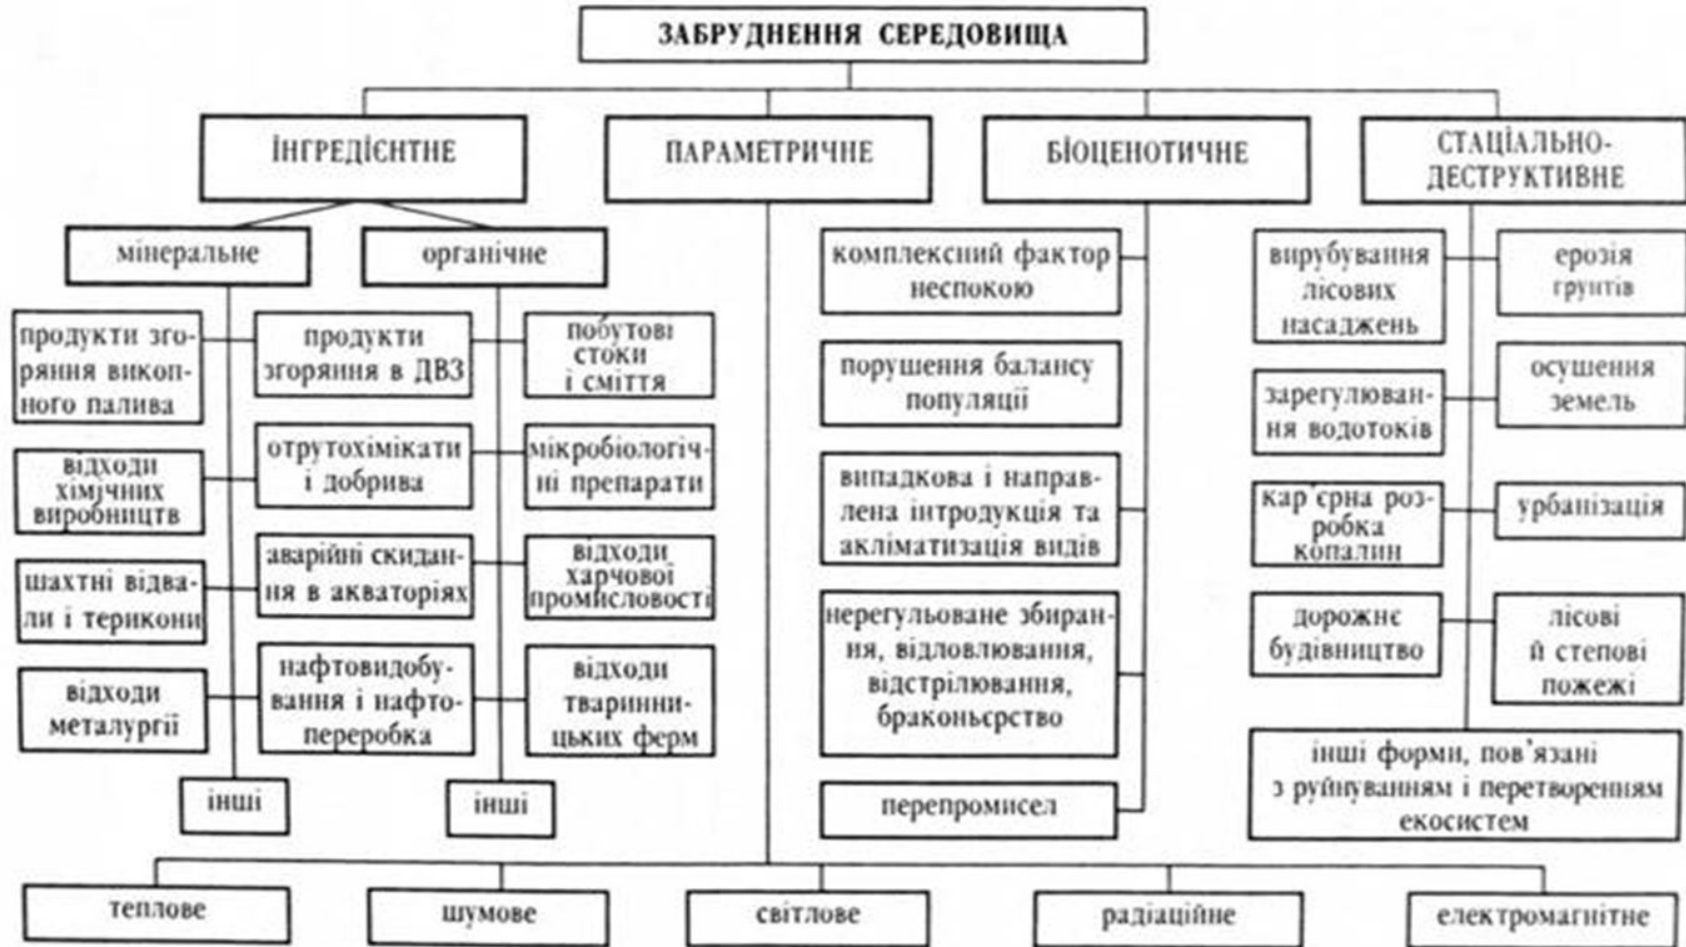 ЗАБРУДНЕННЯ СЕРЕДОВИЩА
ІНГРЕДІЄНТНЕ
ПАРАМЕТРИЧНЕ
БІОЦЕНОТИЧНЕ
СТАЦІАЛЬНО-
ДЕСТРУКТИВНЕ
мінеральне
органічне
продукти зго-
ряння викоп-
ного палива
відходи
хімічних
виробництв
шахтні відва-
ли і терикони
відходи
металургії
інші
продукти
згоряння в ДВЗ
отрутохімікати
і добрива
аварійні скидан-
ня в акваторіях
нафтовидобу-
вання і нафто-
переробка
побутові
стоки
і сміття
мікробіологіч-
ні препарати
відходи
харчової
промисловості
відходи
тваринни-
цьких ферм
інші
комплексний фактор
неспокою
порушення балансу
популяції
випадкова і направ-
лена інтродукція та
акліматизація видів
нерегульоване збиран-
ня, відловлювання,
відстрілювання,
браконьєрство
перепромисел
вирубування
лісових
насаджень
зарегулюван-
ня водотоків
кар'єрна роз-
робка
копалин
дорожнє
будівництво
ерозія
грунтів
осушення
земель
урбанізація
лісові
й степові
пожежі
інші форми, пов'язані
з руйнуванням і перетворенням
екосистем
теплове
шумове
світлове
радіаційне
електромагнітне